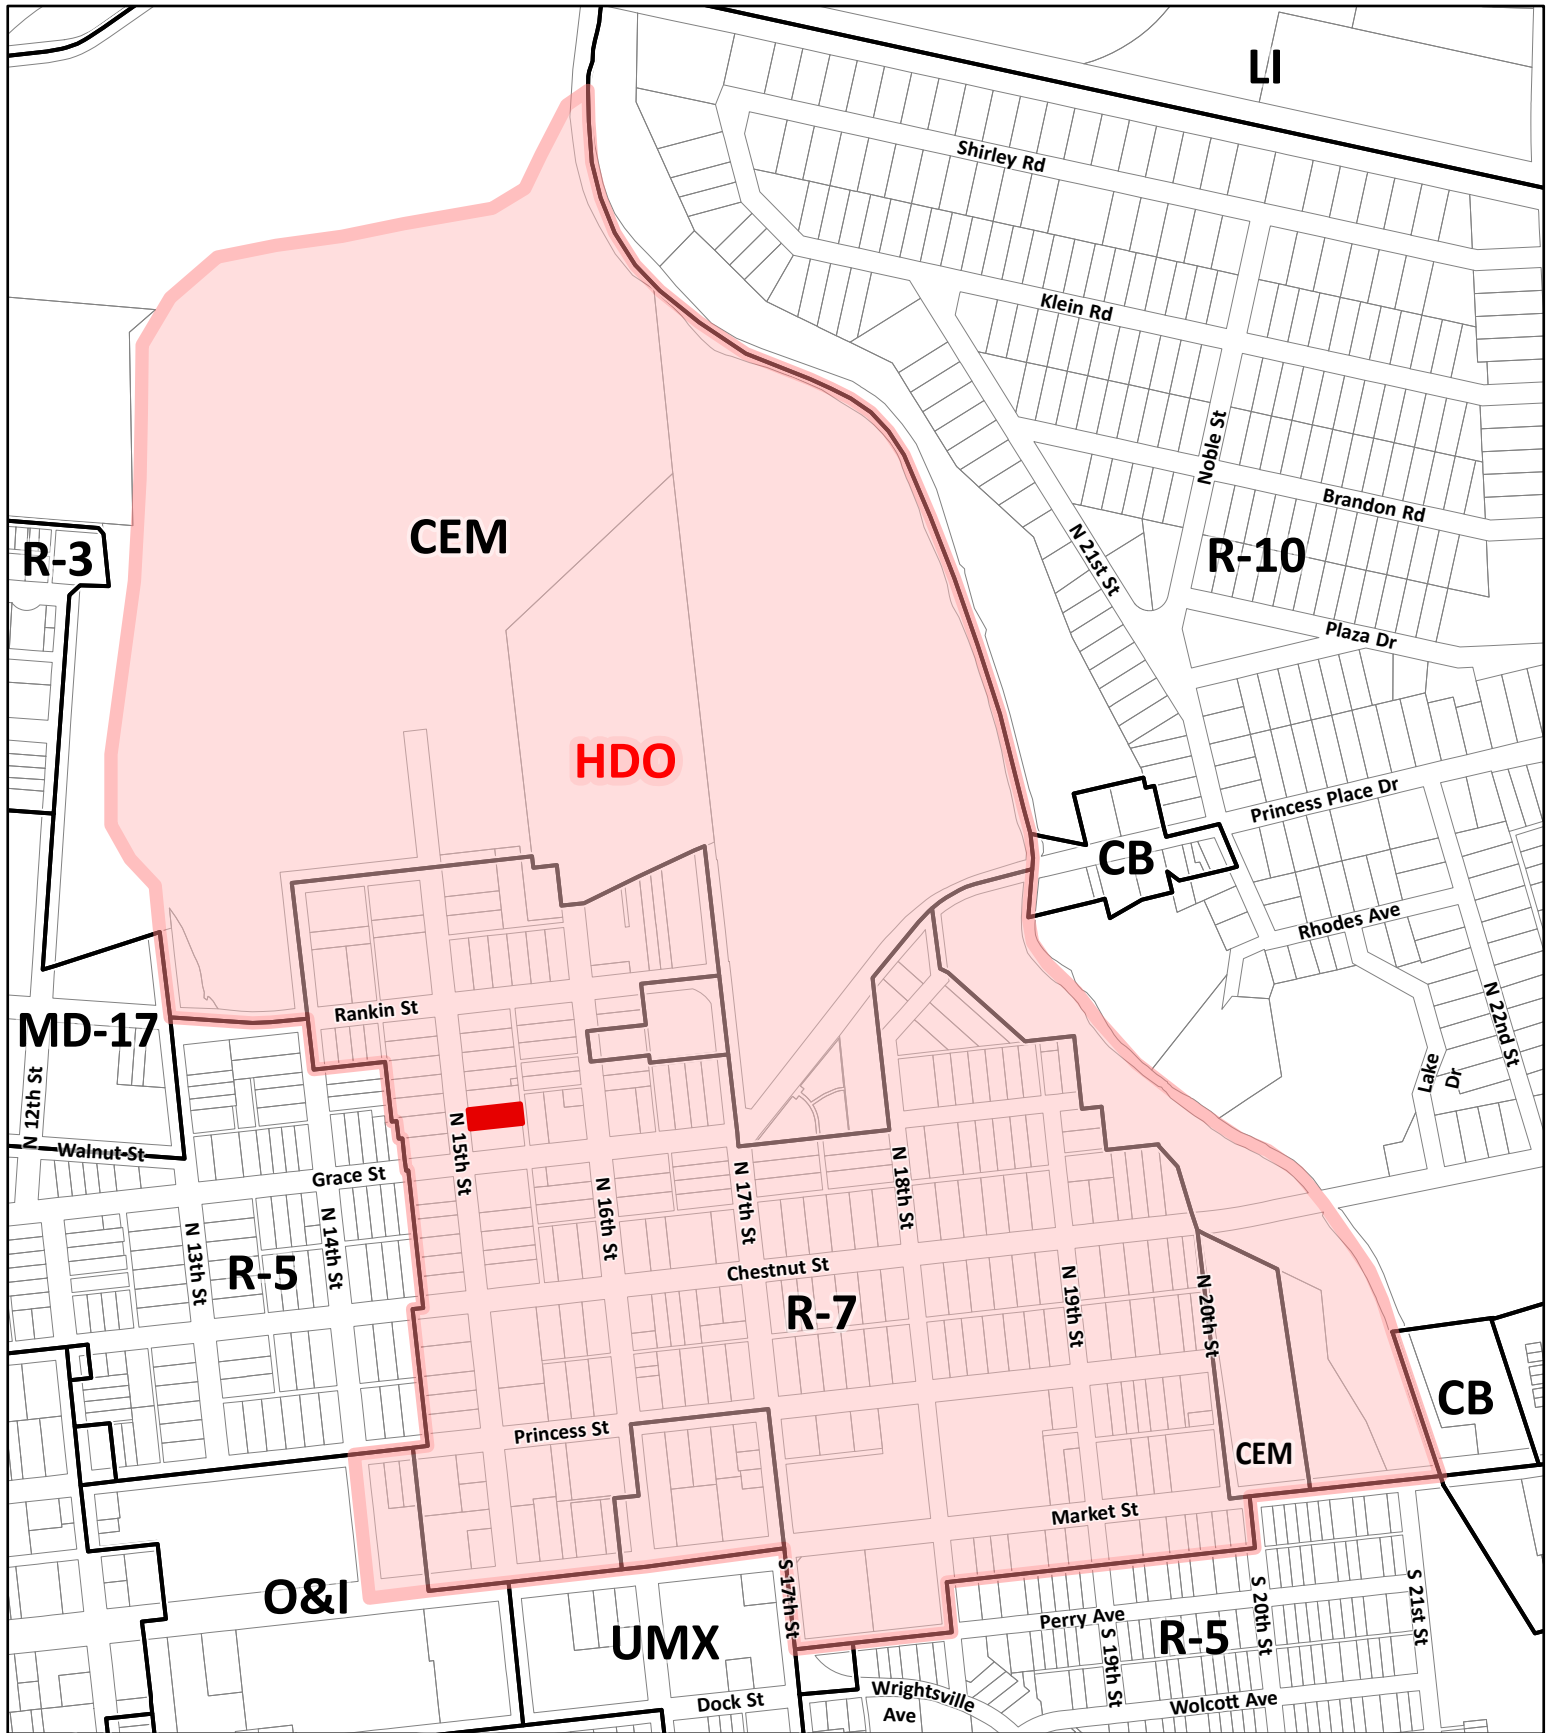 LI
Shirley Rd
Klein Rd
Noble St
Brandon Rd
CEM
R-3
N 21st St
R-10
Plaza Dr
HDO
Princess Place Dr
CB
Rhodes Ave
Rankin St
MD-17
N 22nd St
Lake
Dr
N 12th St
Walnut St
N 15th St
Grace St
N 16th St
N 17th St
N 18th St
N 13th St
N 14th St
R-5
Chestnut St
R-7
N 19th St
N 20th St
CB
Princess St
CEM
Market St
O&I
UMX
S 17th St
Perry Ave
S 19th St
R-5
S 20th St
S 21st St
Dock St
Wrightsville
Ave
Wolcott Ave